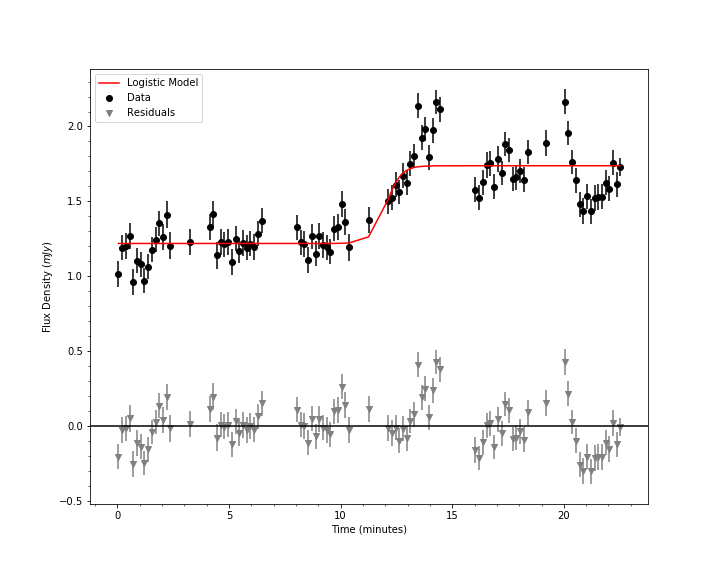 Logistic Model
Data
Residuals
Flux Density (mJy)
2.0
1.5
1.0
0.5
0.0
−0.5
0 5 10 15 20
Time (minutes)